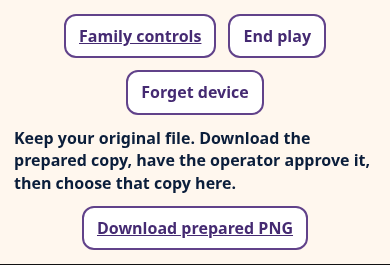 Family controls
End play
Forget device
Keep your original file. Download the
prepared copy, have the operator approve it,
then choose that copy here.
Download prepared PNG